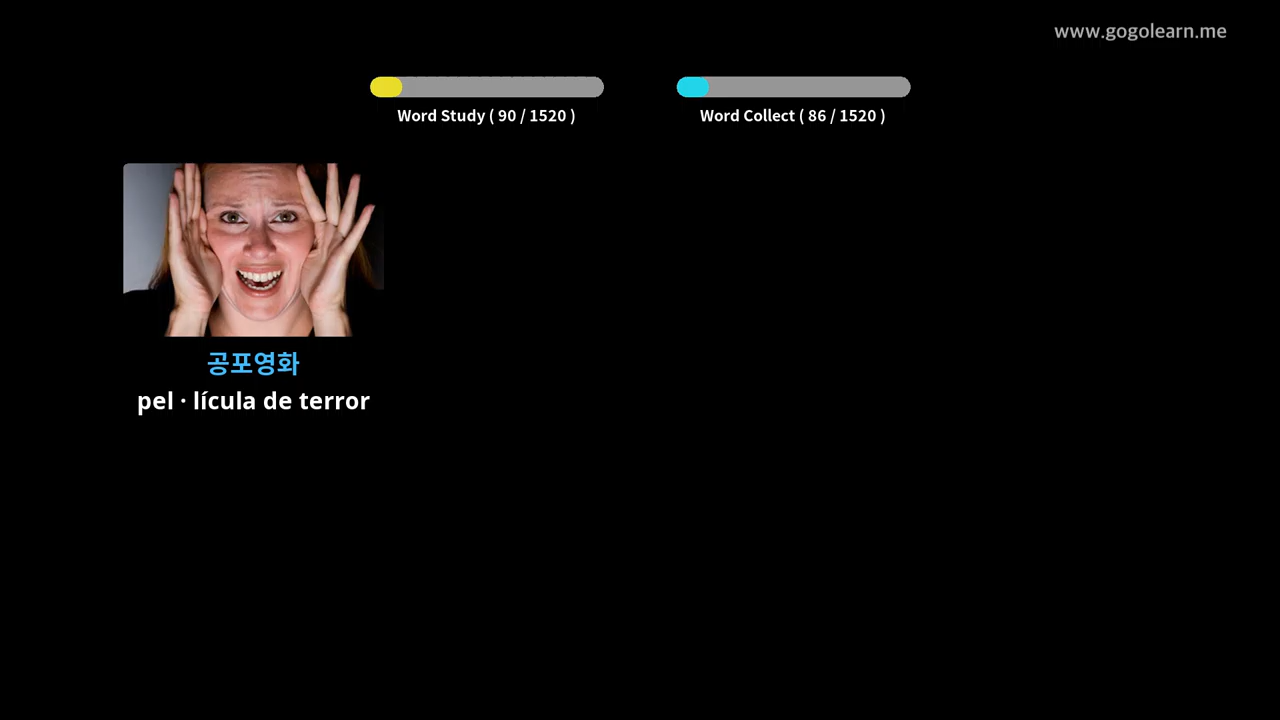 www.gogolearn.me
Word Study ( 90 / 1520 )
Word Collect ( 86 / 1520 )
공포영화
pel · lícula de terror